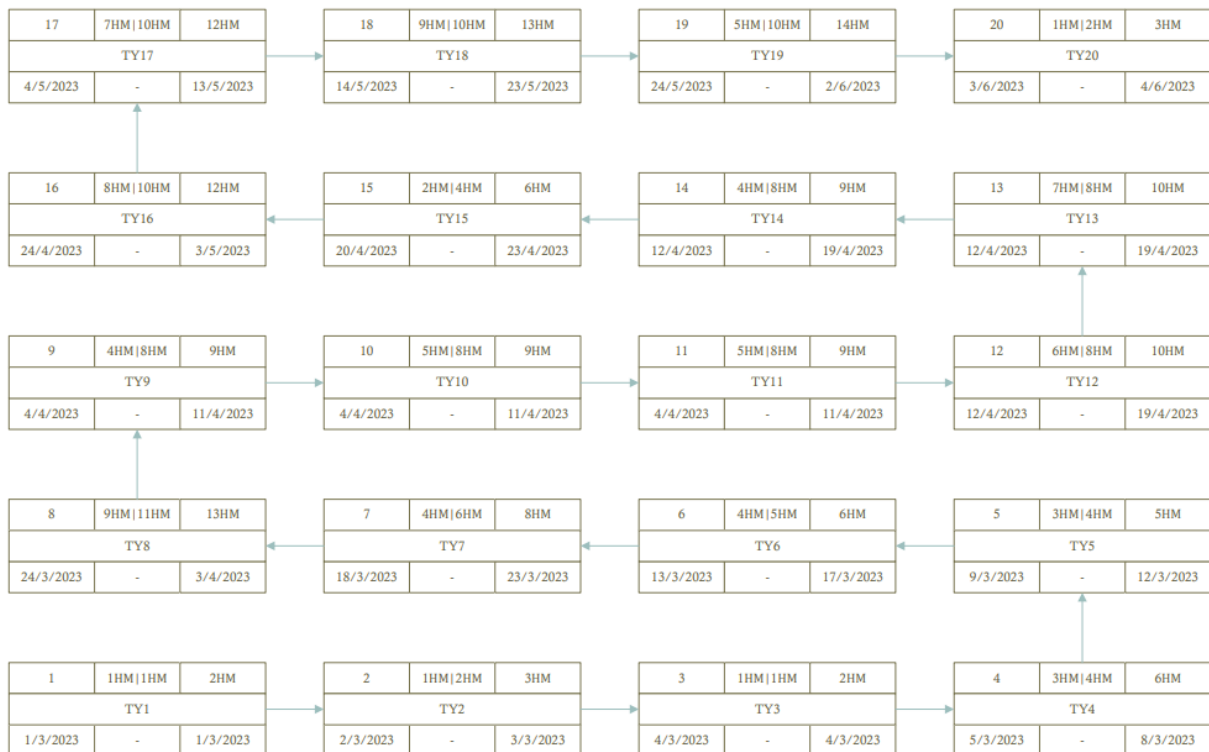 17 7HM|10HM 12HM 18 9HM|10HM 13HM 19 5HM|10HM 14HM 20 1HM|2HM 3HM
TY17 TY18 TY19 TY20
4/5/2023 - 13/5/2023 14/5/2023 - 23/5/2023 24/5/2023 - 2/6/2023 3/6/2023 - 4/6/2023
16 8HM|10HM 12HM 15 2HM|4HM 6HM 14 4HM|8HM 9HM 13 7HM|8HM 10HM
TY16 TY15 TY14 TY13
24/4/2023 - 3/5/2023 20/4/2023 - 23/4/2023 12/4/2023 - 19/4/2023 12/4/2023 - 19/4/2023
9 4HM|8HM 9HM 10 5HM|8HM 9HM 11 5HM|8HM 9HM 12 6HM|8HM 10HM
TY9 TY10 TY11 TY12
4/4/2023 - 11/4/2023 4/4/2023 - 11/4/2023 4/4/2023 - 11/4/2023 12/4/2023 - 19/4/2023
8 9HM|11HM 13HM 7 4HM|6HM 8HM 6 4HM|5HM 6HM 5 3HM|4HM 5HM
TY8 TY7 TY6 TY5
24/3/2023 - 3/4/2023 18/3/2023 - 23/3/2023 13/3/2023 - 17/3/2023 9/3/2023 - 12/3/2023
1 1HM|1HM 2HM 2 1HM|2HM 3HM 3 1HM|1HM 2HM 4 3HM|4HM 6HM
TY1 TY2 TY3 TY4
1/3/2023 - 1/3/2023 2/3/2023 - 3/3/2023 4/3/2023 - 4/3/2023 5/3/2023 - 8/3/2023